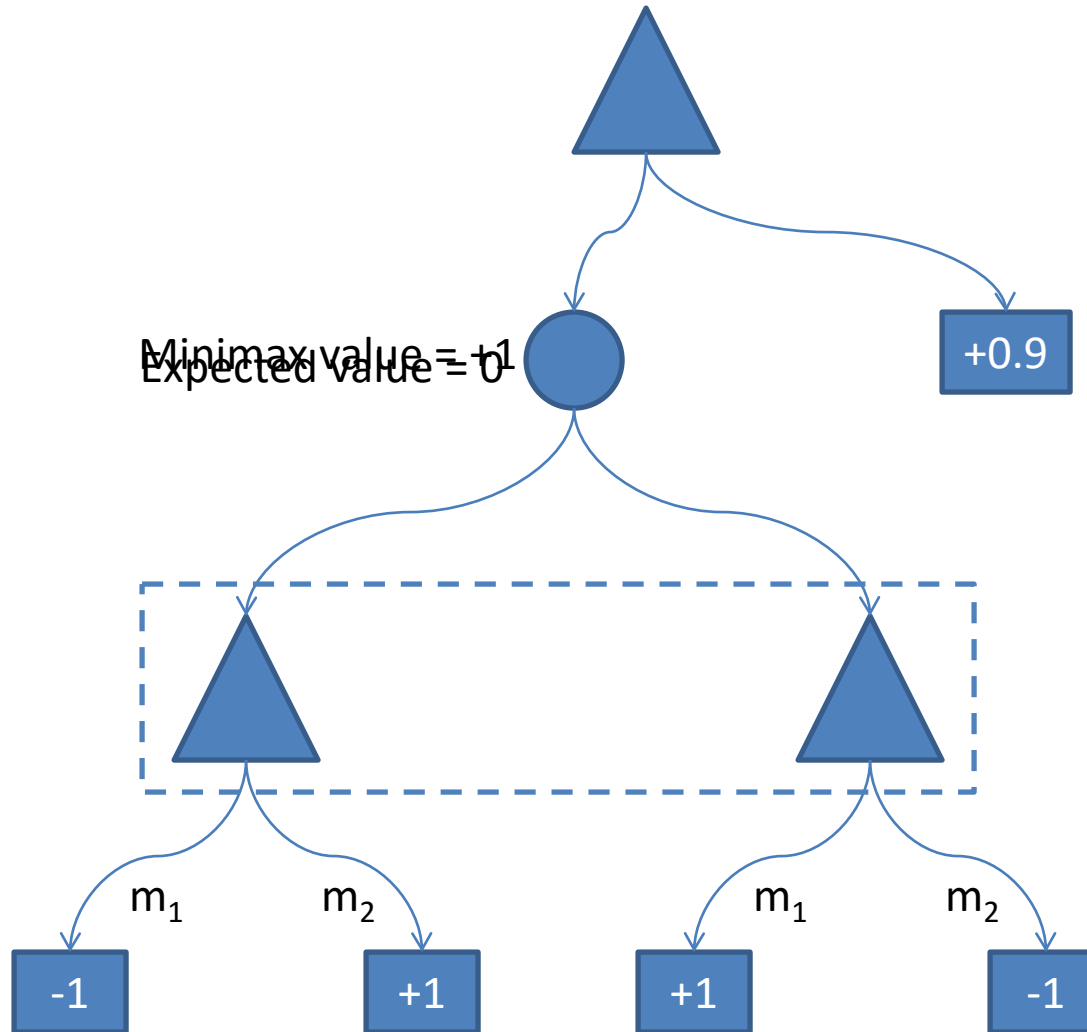 Minimax value = +1
Expected value = 0
+0.9
m₁ m₂ m₁ m₂
-1 +1 +1 -1